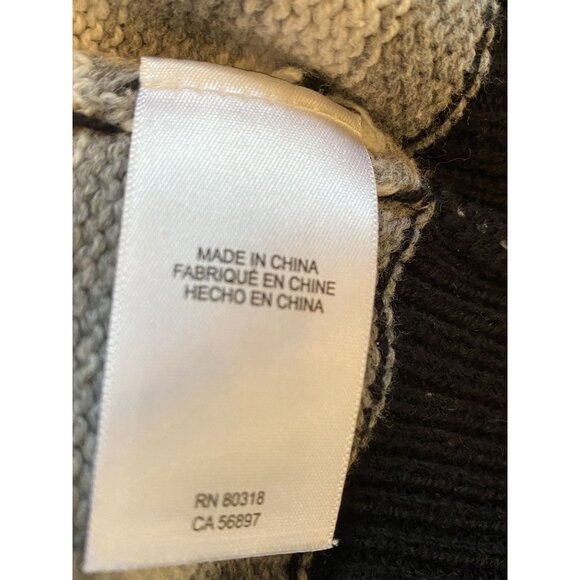 MADE IN CHINA
FABRIQUÉ EN CHINE
HECHO EN CHINA
RN 80318
CA 56897